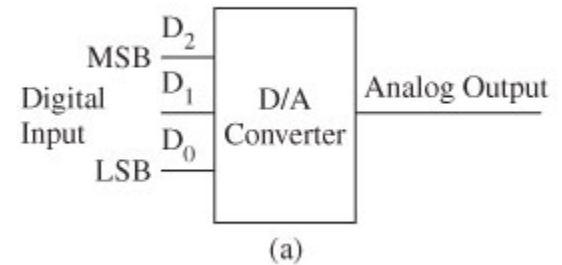 D₂
MSB
Digital
Input
D₁
D/A
Converter
Analog Output
D₀
LSB
(a)